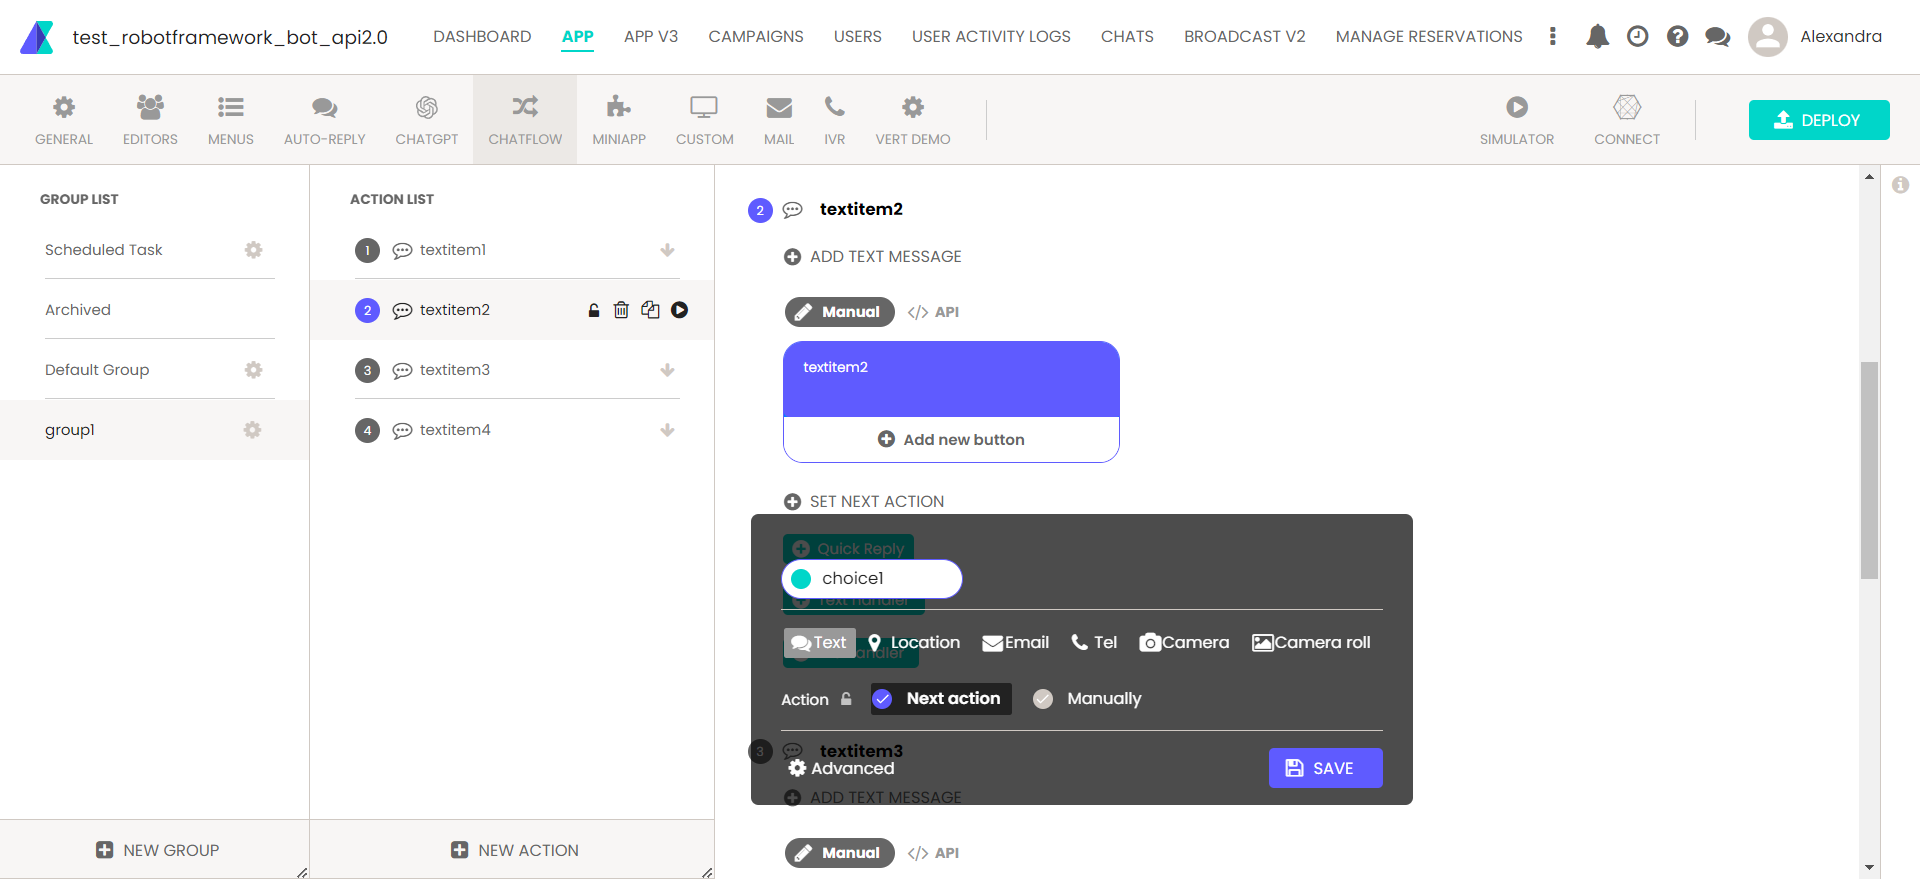 test_robotframework_bot_api2.0 DASHBOARD APP APP V3 CAMPAIGNS USERS USER ACTIVITY LOGS CHATS BROADCAST V2 MANAGE RESERVATIONS Alexandra
GENERAL EDITORS MENUS AUTO-REPLY CHATGPT CHATFLOW MINIAPP CUSTOM MAIL IVR VERT DEMO SIMULATOR CONNECT DEPLOY
GROUP LIST
Scheduled Task
Archived
Default Group
group1
NEW GROUP
ACTION LIST
1 textitem1
2 textitem2
3 textitem3
4 textitem4
NEW ACTION
2 textitem2
ADD TEXT MESSAGE
Manual </> API
textitem2
Add new button
SET NEXT ACTION
Quick Reply
choice1
Text handler
Text Location Email Tel Camera Camera roll
Action Next action Manually
3 textitem3
Advanced SAVE
ADD TEXT MESSAGE
Manual </> API